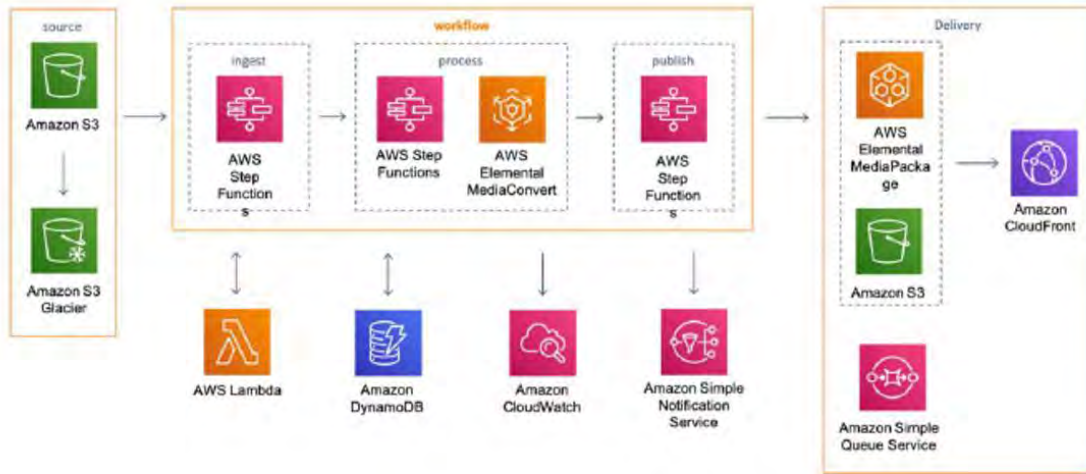 source
Amazon S3
Amazon S3
Glacier
workflow
ingest
AWS
Step
Function
s
process
AWS Step
Functions
AWS
Elemental
MediaConvert
publish
AWS
Step
Function
s
AWS Lambda
Amazon
DynamoDB
Amazon
CloudWatch
Amazon Simple
Notification
Service
Delivery
AWS
Elemental
MediaPacka
ge
Amazon S3
Amazon
CloudFront
Amazon Simple
Queue Service